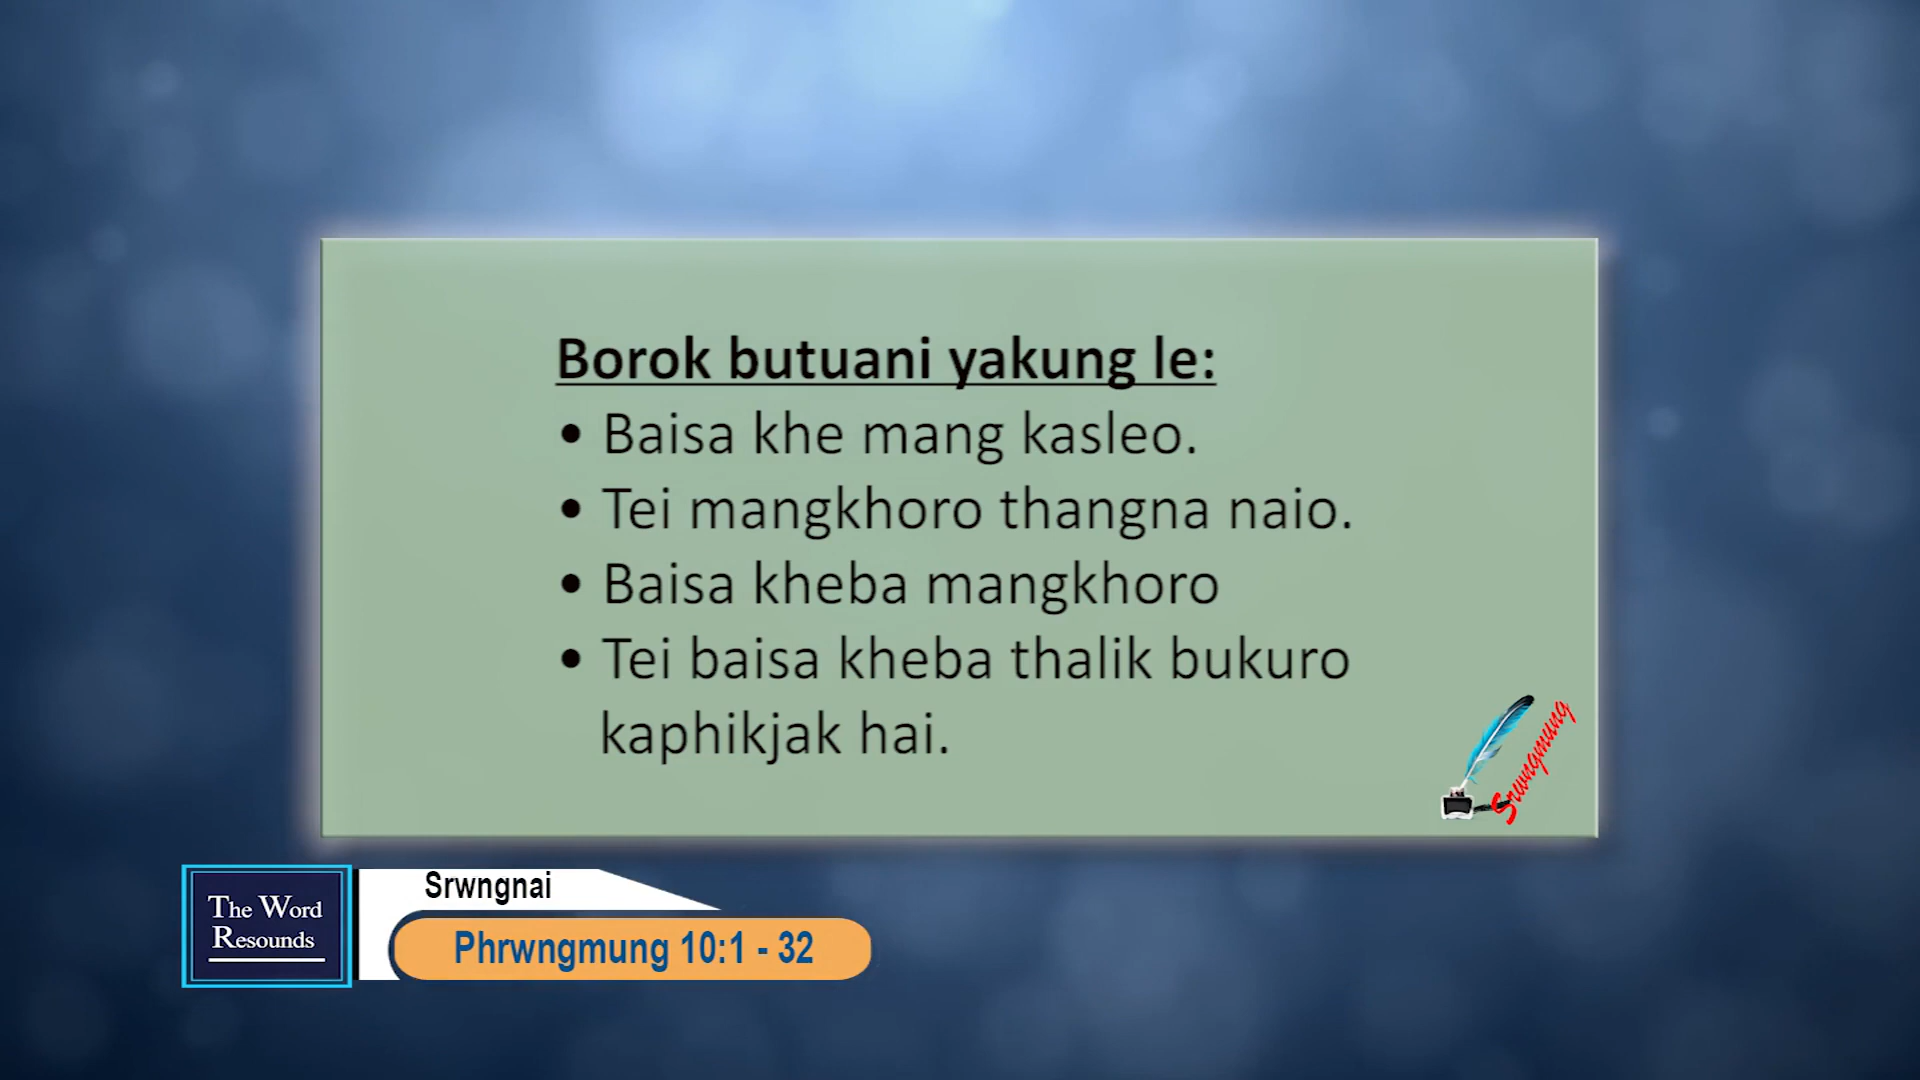 Borok butuani yakung le:
• Baisa khe mang kasleo.
• Tei mangkhoro thangna naio.
• Baisa kheba mangkhoro
• Tei baisa kheba thalik bukuro
kaphikjak hai.
Srwngmung
The Word
Resounds
Srwngnai
Phrwngmung 10:1 - 32